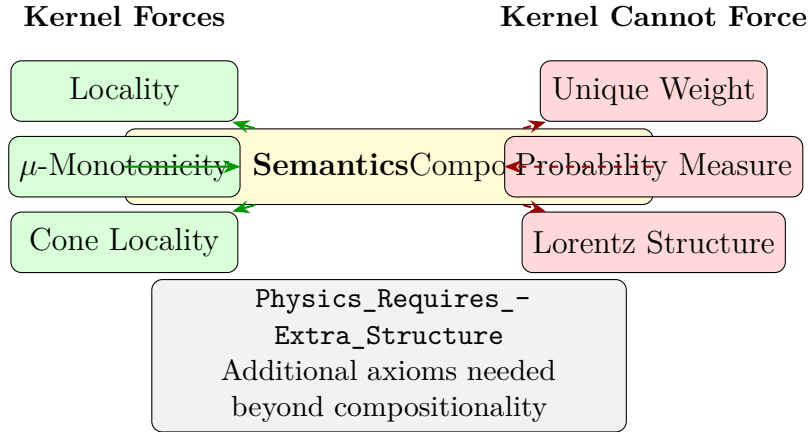 Kernel Forces
Kernel Cannot Force
Locality
Unique Weight
μ-Monotonicity
SemanticsCompo
Probability Measure
Cone Locality
Lorentz Structure
Physics_Requires_-
Extra_Structure
Additional axioms needed
beyond compositionality